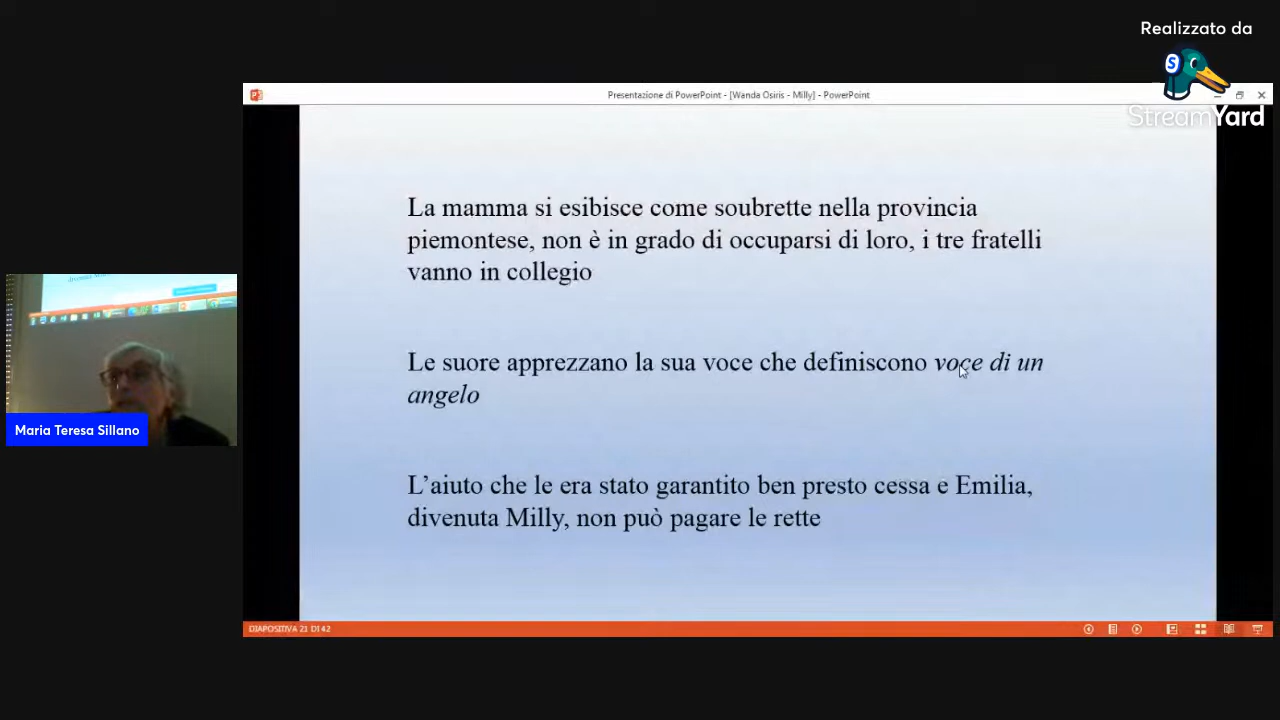 Realizzato da
StreamYard
Presentazione di PowerPoint - [Wanda Osiris - Milly] - PowerPoint
La mamma si esibisce come soubrette nella provincia
piemontese, non è in grado di occuparsi di loro, i tre fratelli
vanno in collegio
Le suore apprezzano la sua voce che definiscono voce di un
angelo
L'aiuto che le era stato garantito ben presto cessa e Emilia,
divenuta Milly, non può pagare le rette
Maria Teresa Sillano
DIAPOSITIVA 21 DI 42